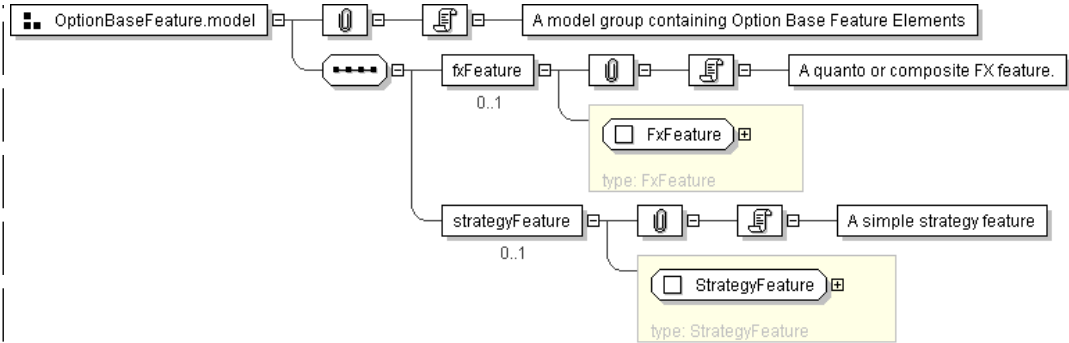 OptionBaseFeature.model
A model group containing Option Base Feature Elements
fxFeature
A quanto or composite FX feature.
0..1
FxFeature
type: FxFeature
strategyFeature
A simple strategy feature
0..1
StrategyFeature
type: StrategyFeature